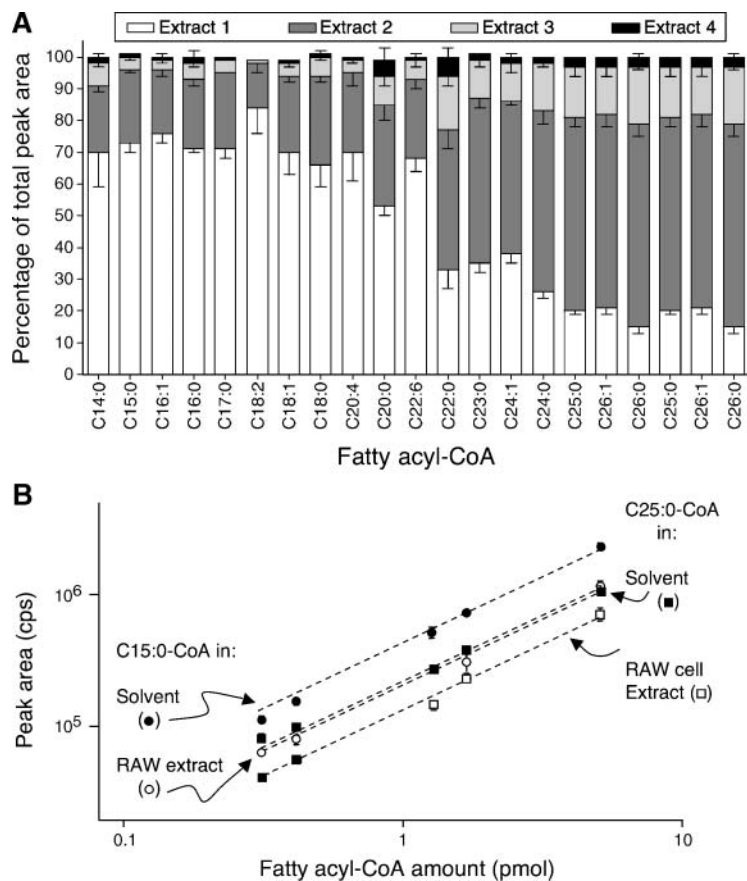 A
Extract 1 Extract 2 Extract 3 Extract 4
Percentage of total peak area
100
90
80
70
60
50
40
30
20
10
0
C14:0
C15:0
C16:1
C16:0
C17:0
C18:2
C18:1
C18:0
C20:4
C20:0
C22:6
C22:0
C23:0
C24:1
C24:0
C25:0
C26:1
C26:0
C25:0
C26:1
C26:0
Fatty acyl-CoA
B
C25:0-CoA
in:
Solvent
(■)
RAW cell
Extract (□)
C15:0-CoA in:
Solvent
(●)
RAW extract
(○)
Peak area (cps)
10⁶
10⁵
0.1 1 10
Fatty acyl-CoA amount (pmol)